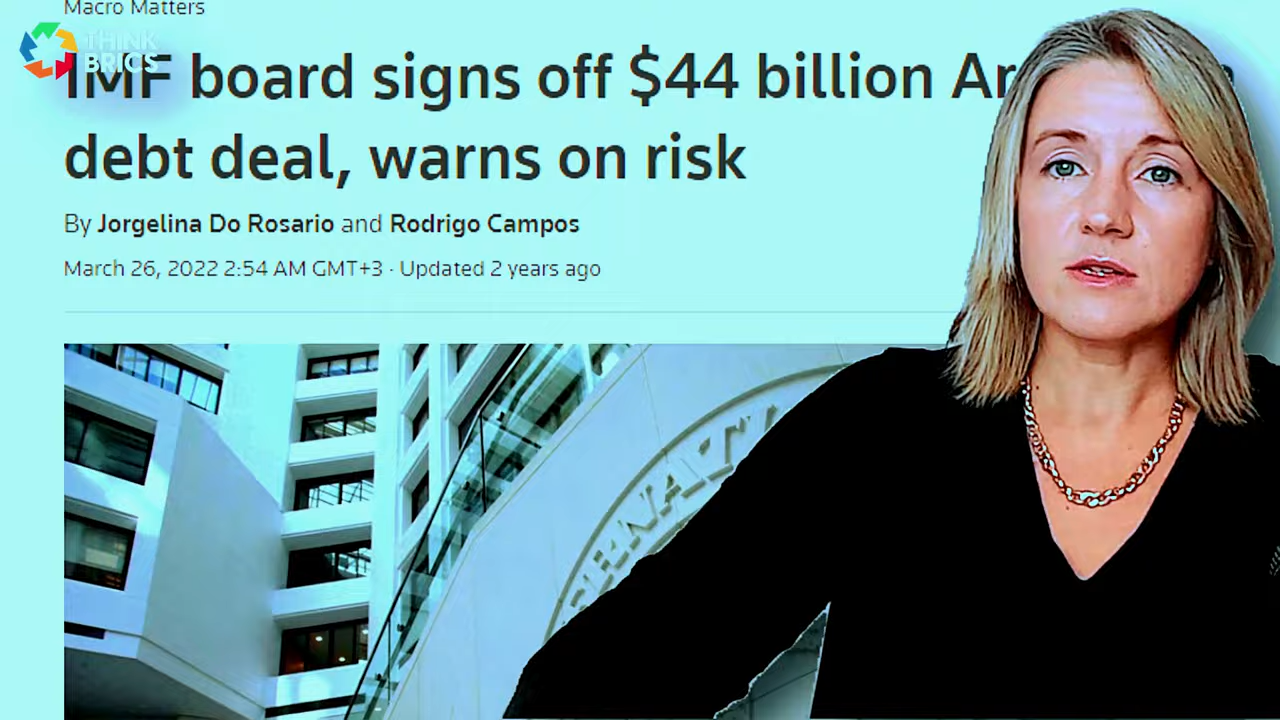 Macro Matters
THINK
BRICS
IMF board signs off $44 billion
debt deal, warns on risk
By Jorgelina Do Rosario and Rodrigo Campos
March 26, 2022 2:54 AM GMT+3 · Updated 2 years ago